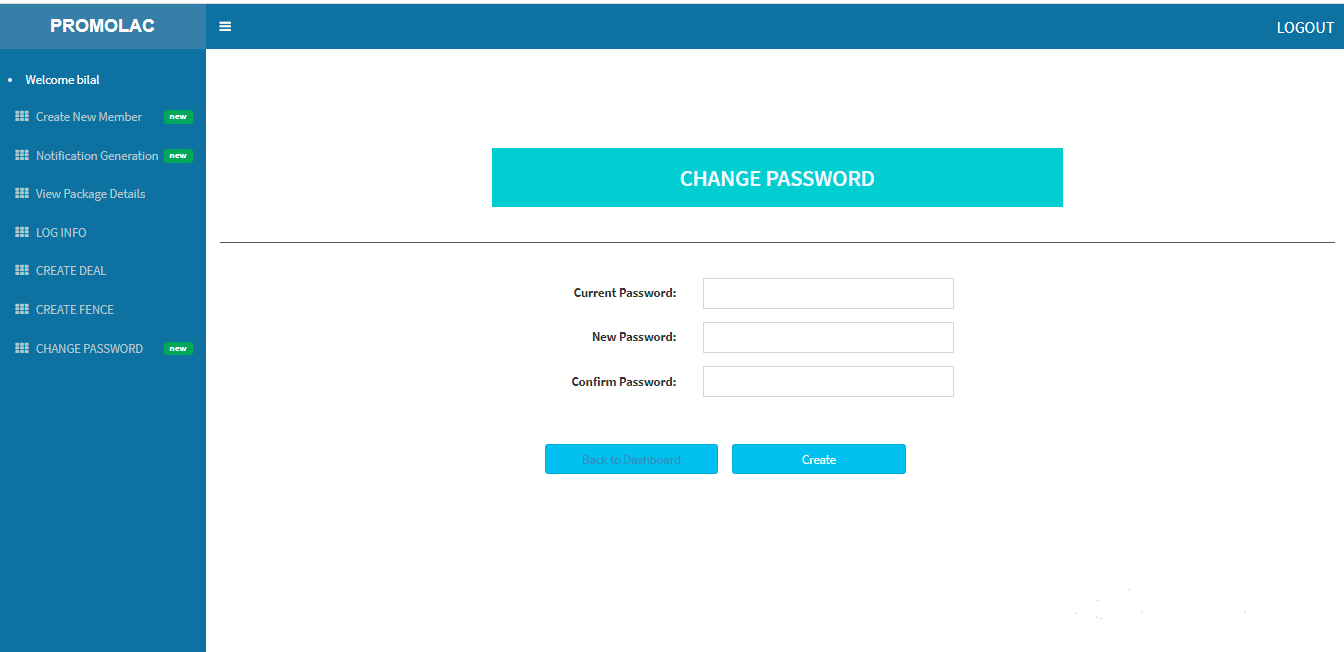 PROMOLAC
LOGOUT
Welcome bilal
Create New Member new
Notification Generation new
View Package Details
LOG INFO
CREATE DEAL
CREATE FENCE
CHANGE PASSWORD new
CHANGE PASSWORD
Current Password:
New Password:
Confirm Password:
Back to Dashboard
Create